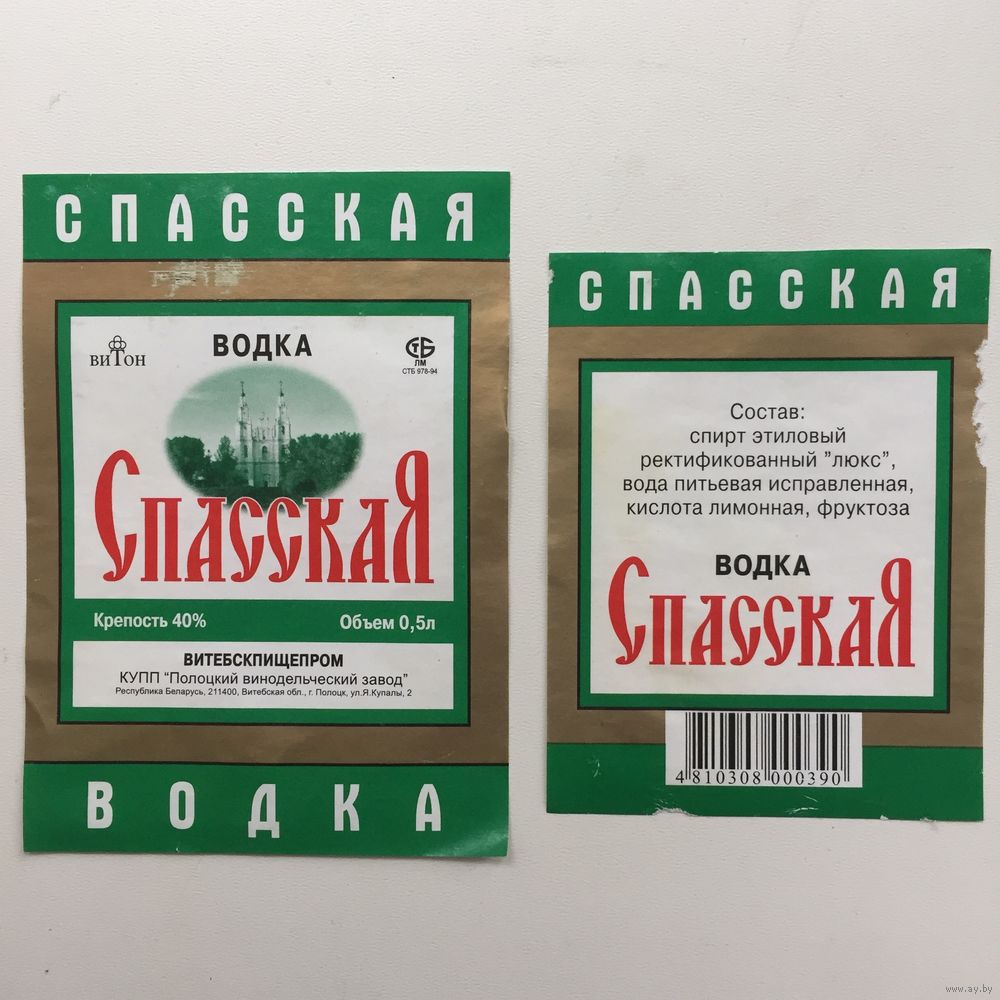 СПАССКАЯ
виТон
ВОДКА
СТБ
ЛМ
СТБ 978-94
СпасскаЯ
Крепость 40%
Объем 0,5л
ВИТЕБСКПИЩЕПРОМ
КУПП "Полоцкий винодельческий завод"
Республика Беларусь, 211400, Витебская обл., г. Полоцк, ул.Я.Купалы, 2
ВОДКА
СПАССКАЯ
Состав:
спирт этиловый
ректификованный "люкс",
вода питьевая исправленная,
кислота лимонная, фруктоза
ВОДКА
СпасскаЯ
4 810308 000390
www.ay.by